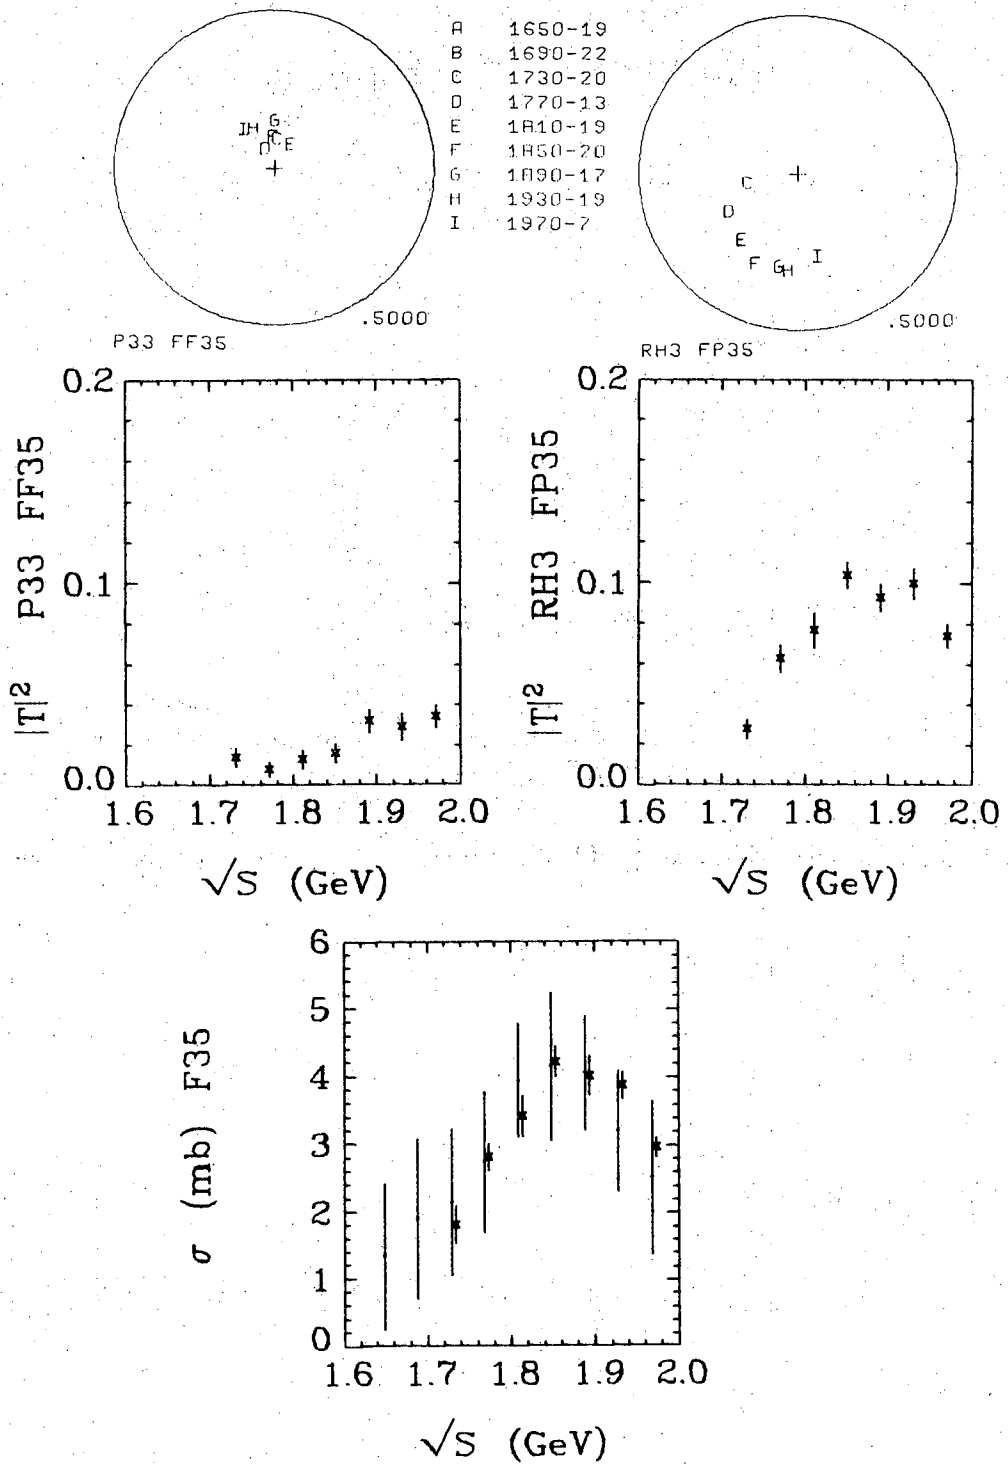 A 1650-19
B 1690-22
C 1730-20
D 1770-13
E 1810-19
F 1850-20
G 1890-17
H 1930-19
I 1970-7
I H G
C E
.5000
P33 FF35
C
D
E
F G H I
.5000
RH3 FP35
|T|² P33 FF35
0.2
0.1
0.0
1.6 1.7 1.8 1.9 2.0
√S (GeV)
|T|² RH3 FP35
0.2
0.1
0.0
1.6 1.7 1.8 1.9 2.0
√S (GeV)
σ (mb) F35
6
5
4
3
2
1
0
1.6 1.7 1.8 1.9 2.0
√S (GeV)